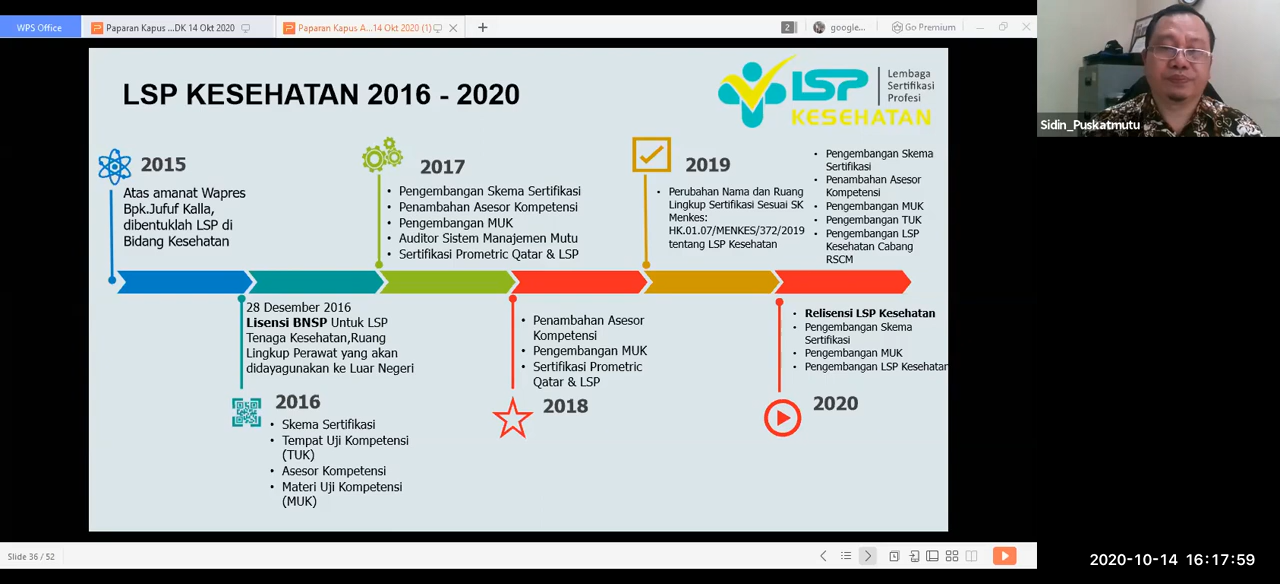 WPS Office
Paparan Kapus ...DK 14 Okt 2020
Paparan Kapus A...14 Okt 2020 (1)
2
google...
Go Premium
LSP KESEHATAN 2016 - 2020
LSP
Lembaga
Sertifikasi
Profesi
KESEHATAN
Sidin_Puskatmutu
2015
Atas amanat Wapres
Bpk.Jufuf Kalla,
dibentuklah LSP di
Bidang Kesehatan
2017
• Pengembangan Skema Sertifikasi
• Penambahan Asesor Kompetensi
• Pengembangan MUK
• Auditor Sistem Manajemen Mutu
• Sertifikasi Prometric Qatar & LSP
2019
• Perubahan Nama dan Ruang
Lingkup Sertifikasi Sesuai SK
Menkes:
HK.01.07/MENKES/372/2019
tentang LSP Kesehatan
• Pengembangan Skema
Sertifikasi
• Penambahan Asesor
Kompetensi
• Pengembangan MUK
• Pengembangan TUK
• Pengembangan LSP
Kesehatan Cabang
RSCM
28 Desember 2016
Lisensi BNSP Untuk LSP
Tenaga Kesehatan,Ruang
Lingkup Perawat yang akan
didayagunakan ke Luar Negeri
2016
• Skema Sertifikasi
• Tempat Uji Kompetensi
(TUK)
• Asesor Kompetensi
• Materi Uji Kompetensi
(MUK)
• Penambahan Asesor
Kompetensi
• Pengembangan MUK
• Sertifikasi Prometric
Qatar & LSP
2018
• Relisensi LSP Kesehatan
• Pengembangan Skema
Sertifikasi
• Pengembangan MUK
• Pengembangan LSP Kesehatan
2020
Slide 36 / 52
2020-10-14 16:17:59